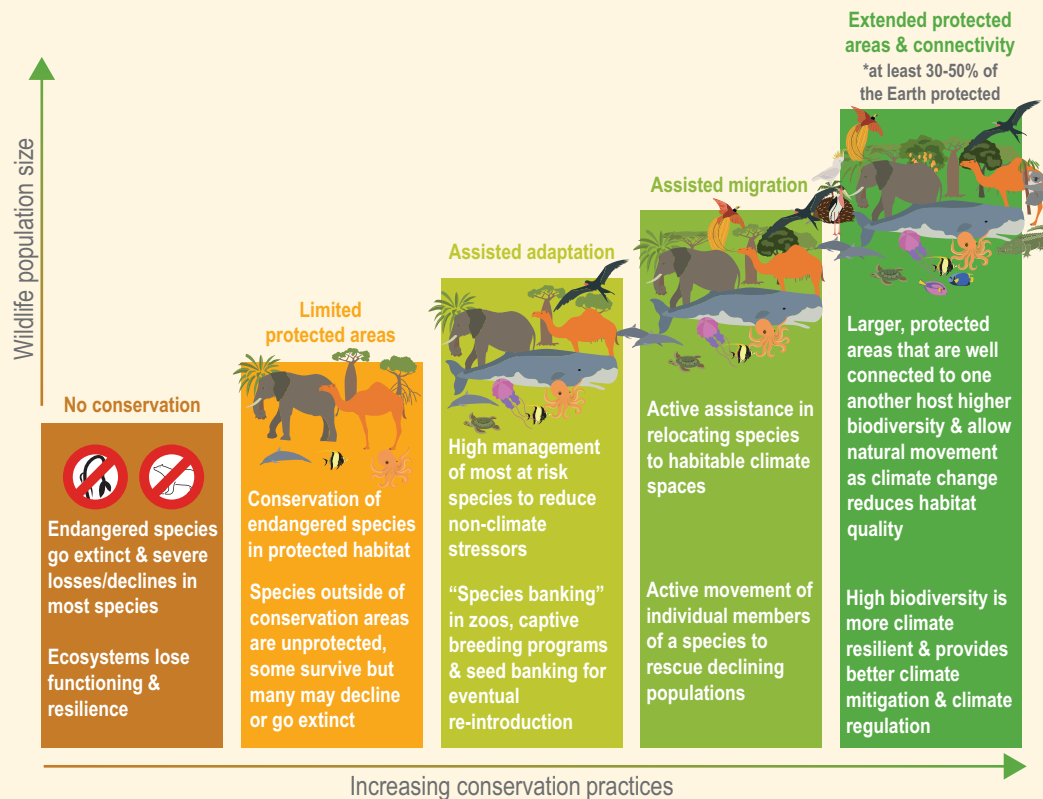 Extended protected
areas & connectivity
*at least 30-50% of
the Earth protected
Wildlife population size
Assisted migration
Assisted adaptation
Limited
protected areas
No conservation
Endangered species
go extinct & severe
losses/declines in
most species
Ecosystems lose
functioning &
resilience
Conservation of
endangered species
in protected habitat
Species outside of
conservation areas
are unprotected,
some survive but
many may decline
or go extinct
High management
of most at risk
species to reduce
non-climate
stressors
“Species banking”
in zoos, captive
breeding programs
& seed banking for
eventual
re-introduction
Active assistance in
relocating species
to habitable climate
spaces
Active movement of
individual members
of a species to
rescue declining
populations
Larger, protected
areas that are well
connected to one
another host higher
biodiversity & allow
natural movement
as climate change
reduces habitat
quality
High biodiversity is
more climate
resilient & provides
better climate
mitigation & climate
regulation
Increasing conservation practices